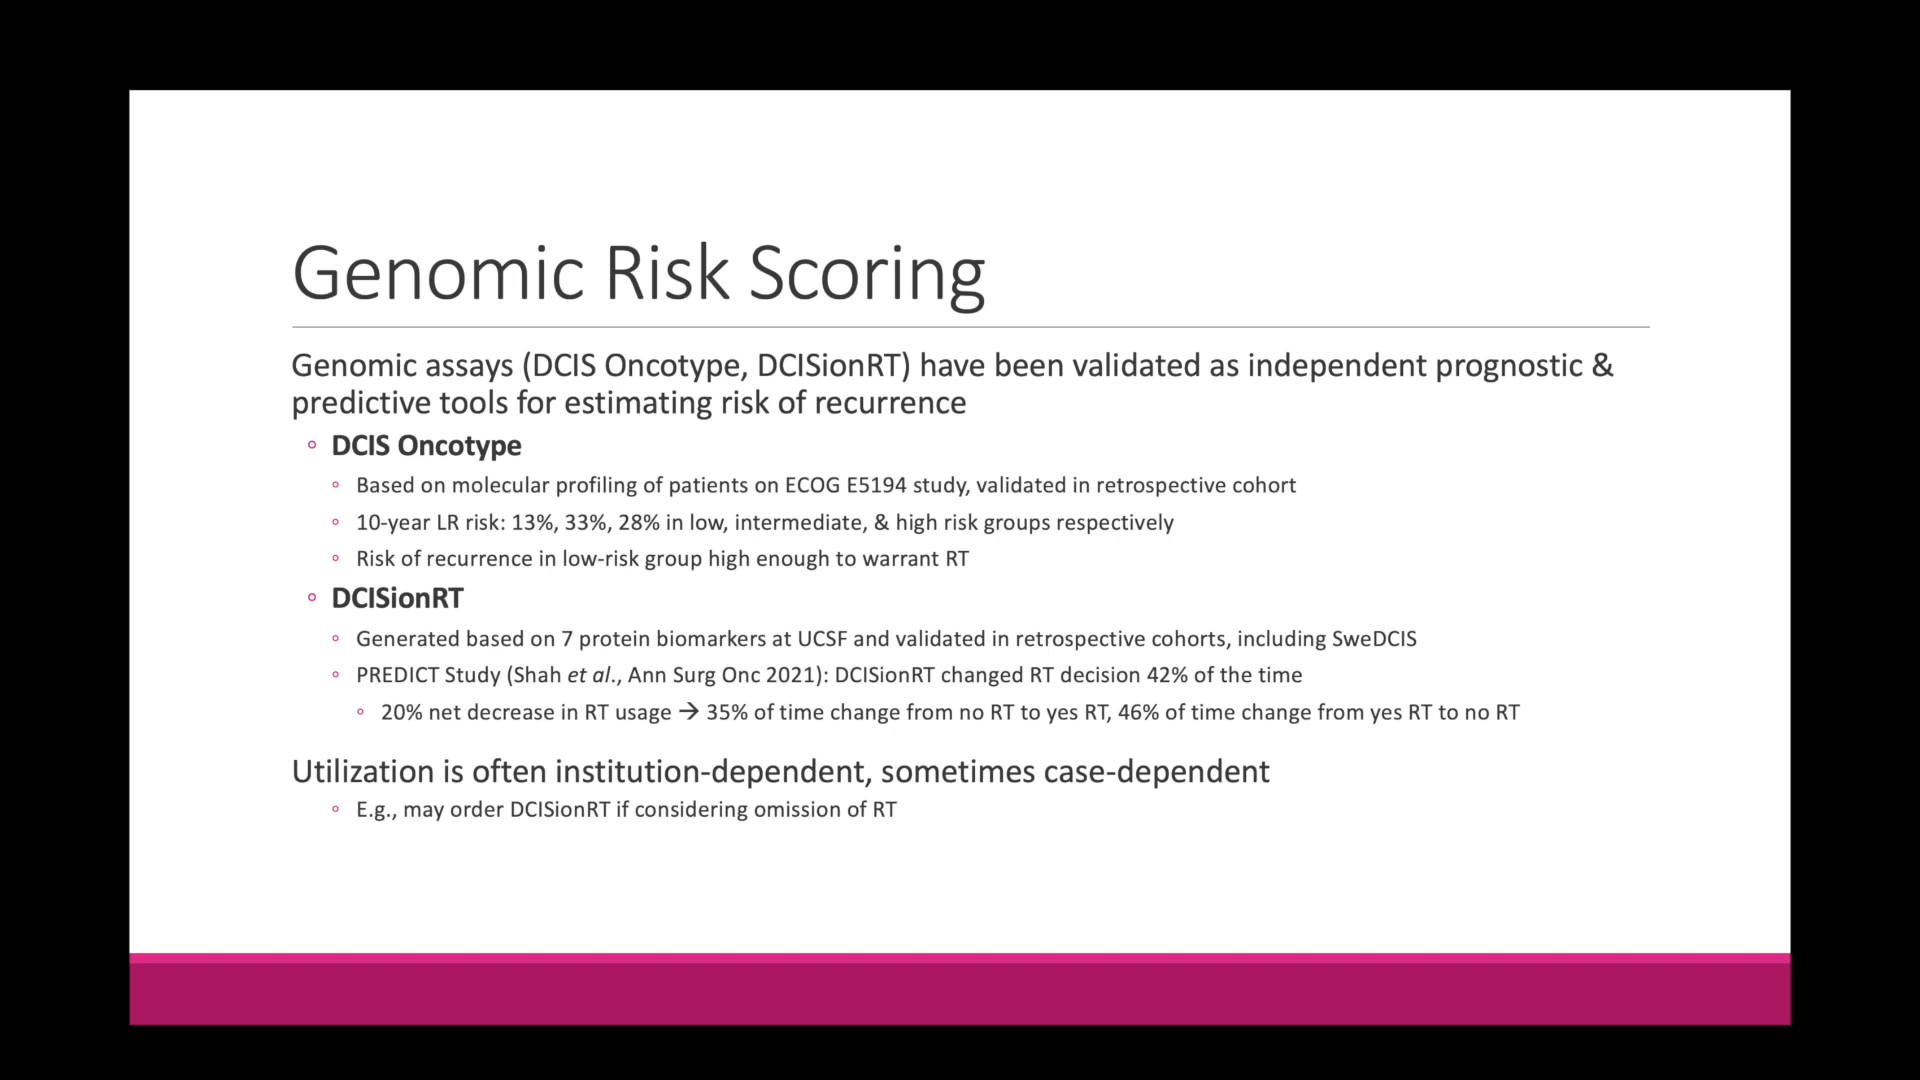 Genomic Risk Scoring
Genomic assays (DCIS Oncotype, DCISionRT) have been validated as independent prognostic &
predictive tools for estimating risk of recurrence
◦ DCIS Oncotype
◦ Based on molecular profiling of patients on ECOG E5194 study, validated in retrospective cohort
◦ 10-year LR risk: 13%, 33%, 28% in low, intermediate, & high risk groups respectively
◦ Risk of recurrence in low-risk group high enough to warrant RT
◦ DCISionRT
◦ Generated based on 7 protein biomarkers at UCSF and validated in retrospective cohorts, including SweDCIS
◦ PREDICT Study (Shah et al., Ann Surg Onc 2021): DCISionRT changed RT decision 42% of the time
◦ 20% net decrease in RT usage → 35% of time change from no RT to yes RT, 46% of time change from yes RT to no RT
Utilization is often institution-dependent, sometimes case-dependent
◦ E.g., may order DCISionRT if considering omission of RT